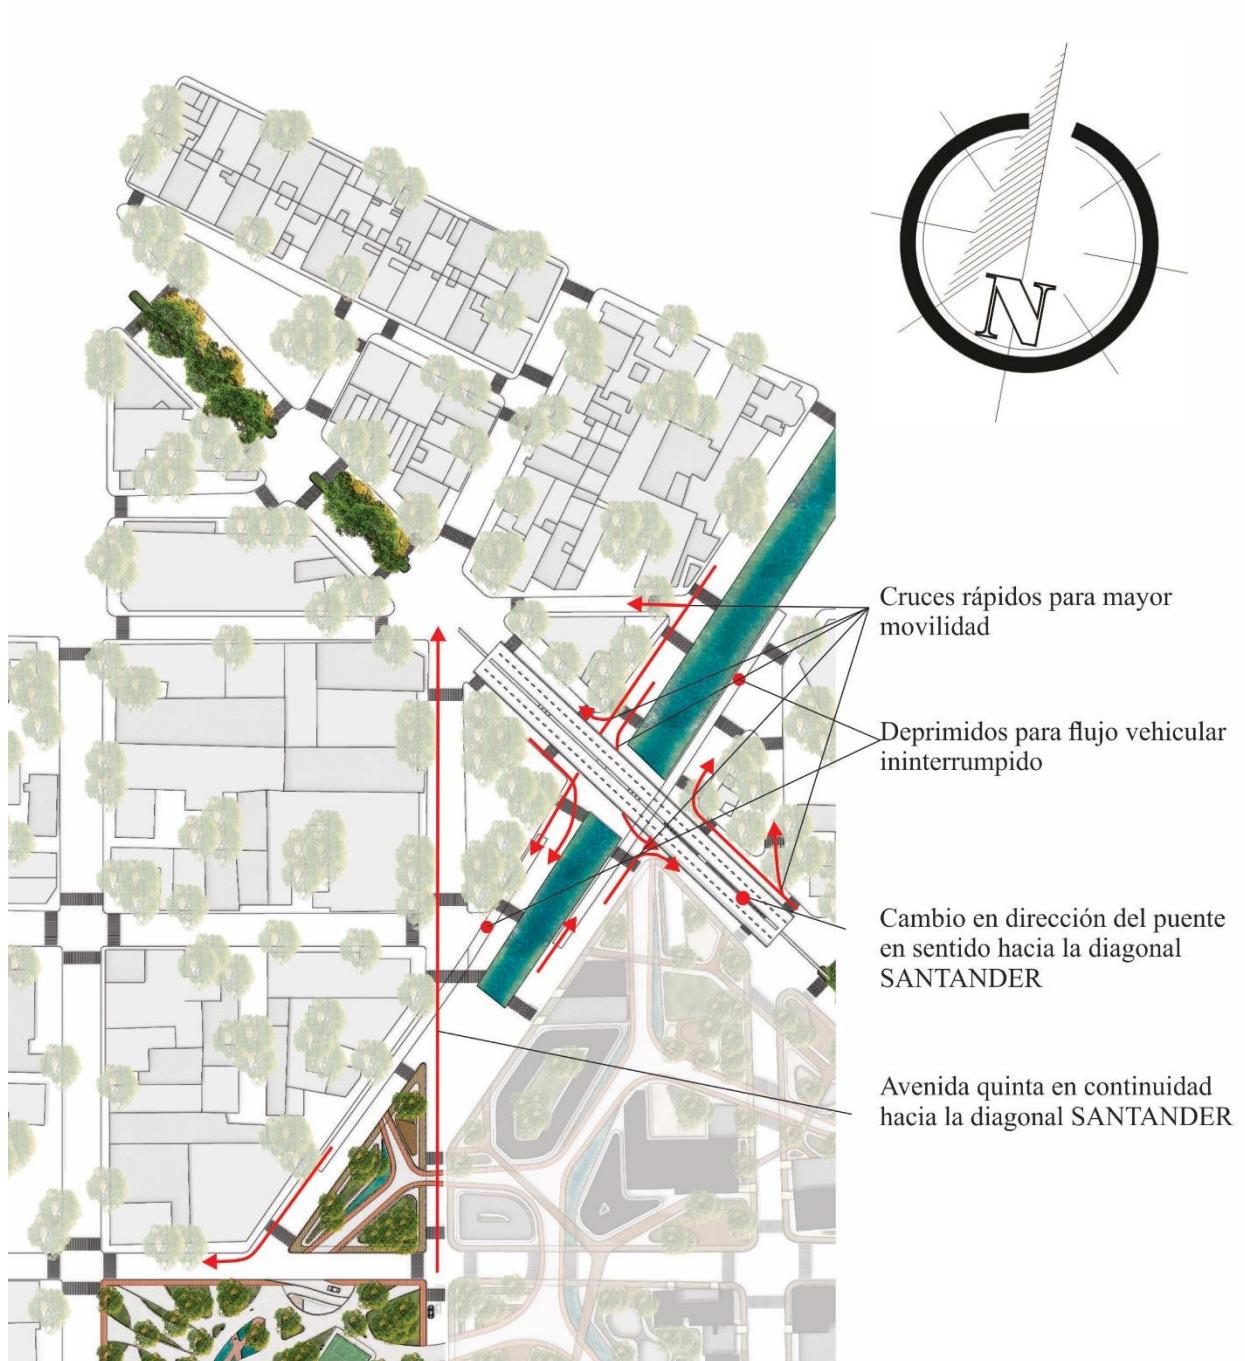 N
Cruces rápidos para mayor
movilidad
Deprimidos para flujo vehicular
ininterrumpido
Cambio en dirección del puente
en sentido hacia la diagonal
SANTANDER
Avenida quinta en continuidad
hacia la diagonal SANTANDER